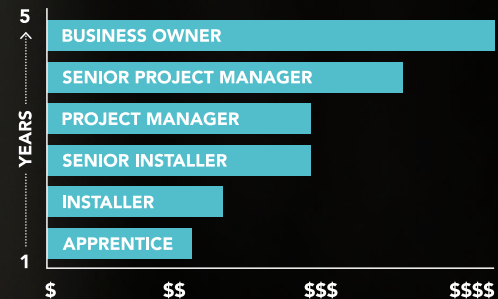 5
YEARS
1
BUSINESS OWNER
SENIOR PROJECT MANAGER
PROJECT MANAGER
SENIOR INSTALLER
INSTALLER
APPRENTICE
$ $$ $$$ $$$$